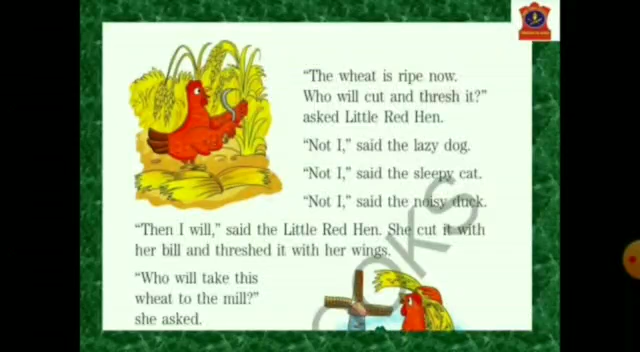 "The wheat is ripe now.
Who will cut and thresh it?"
asked Little Red Hen.
"Not I," said the lazy dog.
"Not I," said the sleepy cat.
"Not I," said the noisy duck.
"Then I will," said the Little Red Hen. She cut it with
her bill and threshed it with her wings.
"Who will take this
wheat to the mill?"
she asked.
OOKS